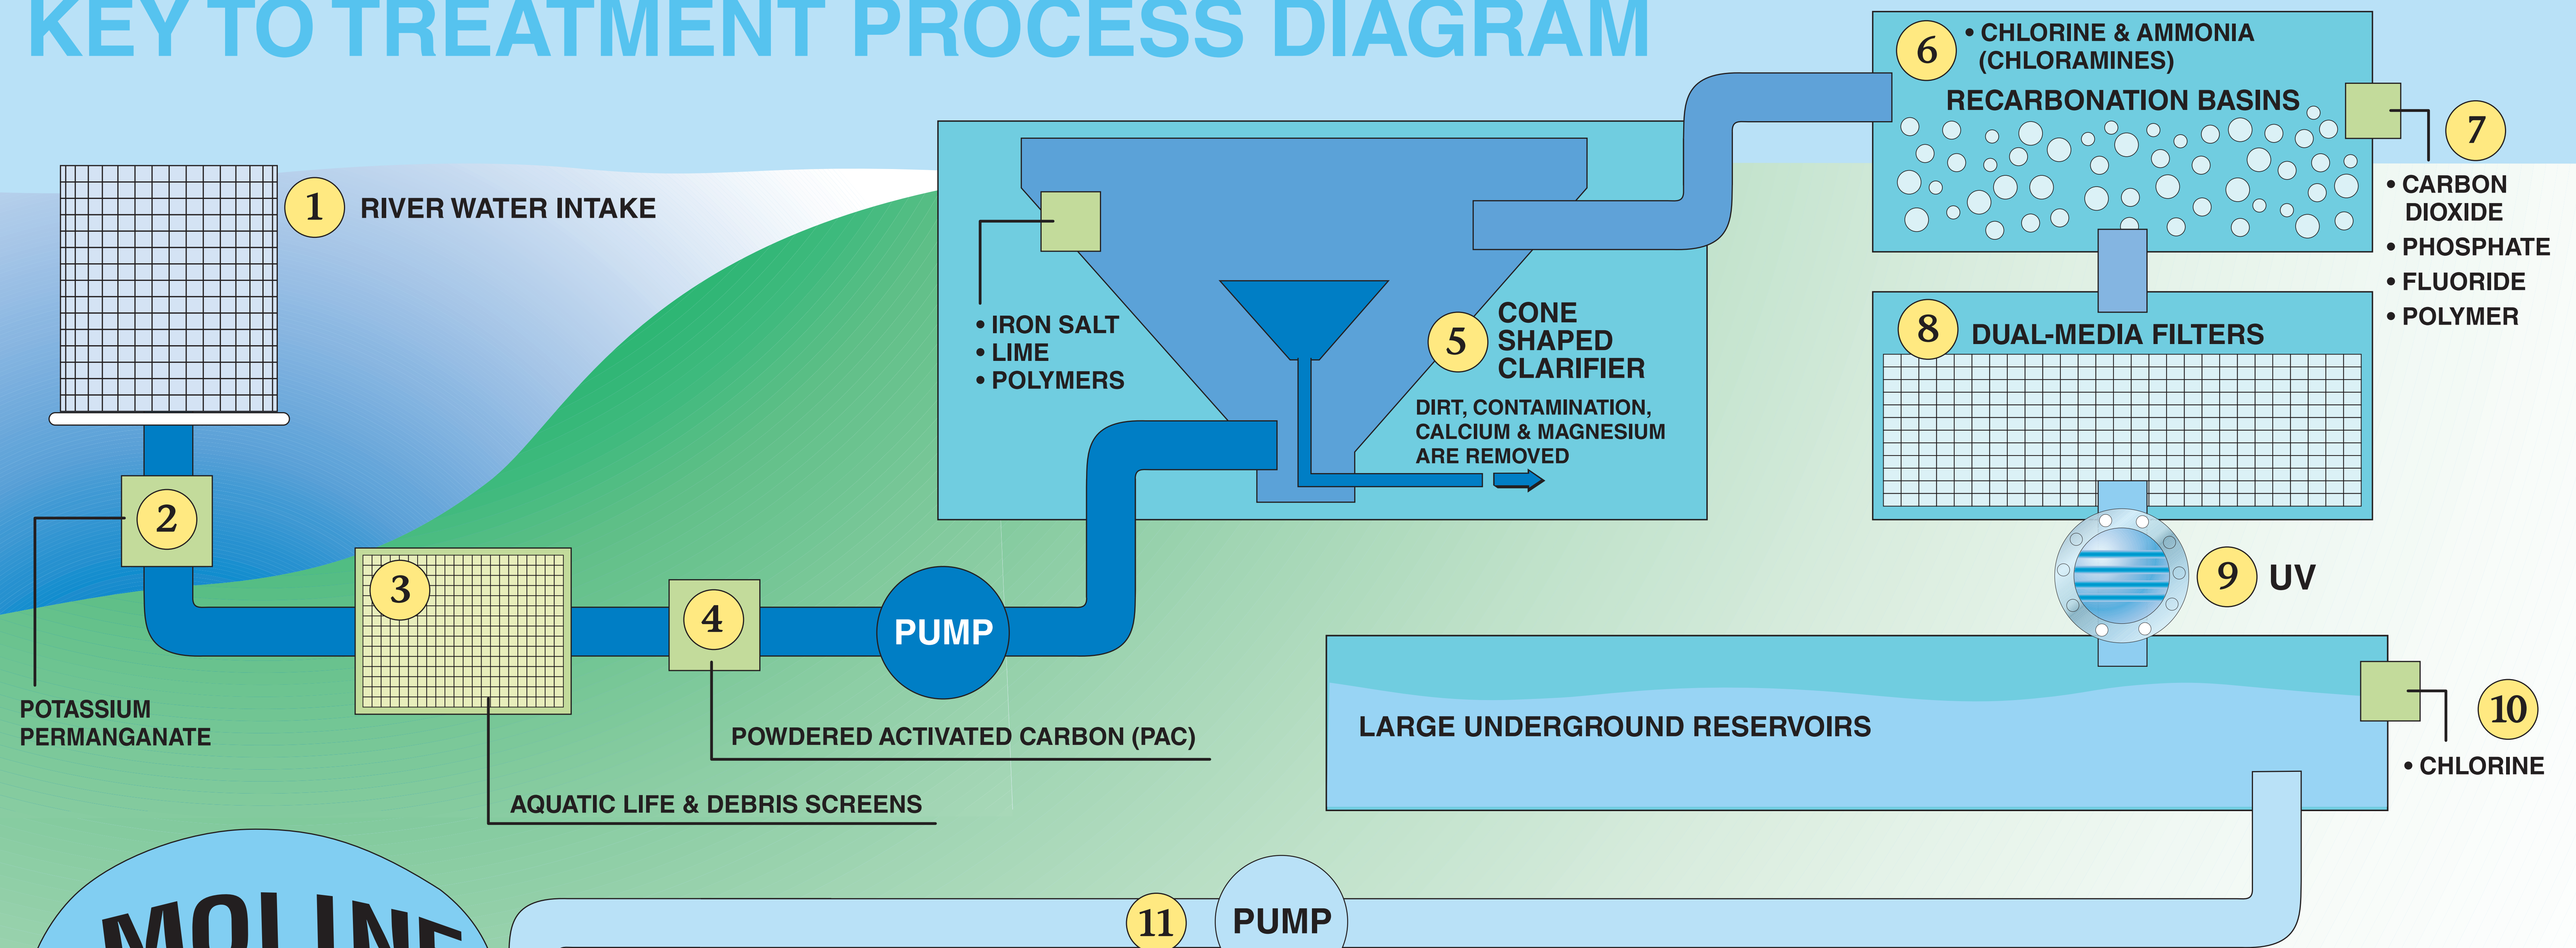 KEY TO TREATMENT PROCESS DIAGRAM
1
RIVER WATER INTAKE
2
POTASSIUM
PERMANGANATE
3
AQUATIC LIFE & DEBRIS SCREENS
4
POWDERED ACTIVATED CARBON (PAC)
PUMP
• IRON SALT
• LIME
• POLYMERS
5
CONE
SHAPED
CLARIFIER
DIRT, CONTAMINATION,
CALCIUM & MAGNESIUM
ARE REMOVED
6
• CHLORINE & AMMONIA
(CHLORAMINES)
RECARBONATION BASINS
7
• CARBON
DIOXIDE
• PHOSPHATE
• FLUORIDE
• POLYMER
8
DUAL-MEDIA FILTERS
9
UV
LARGE UNDERGROUND RESERVOIRS
10
• CHLORINE
11
PUMP
MOLINE